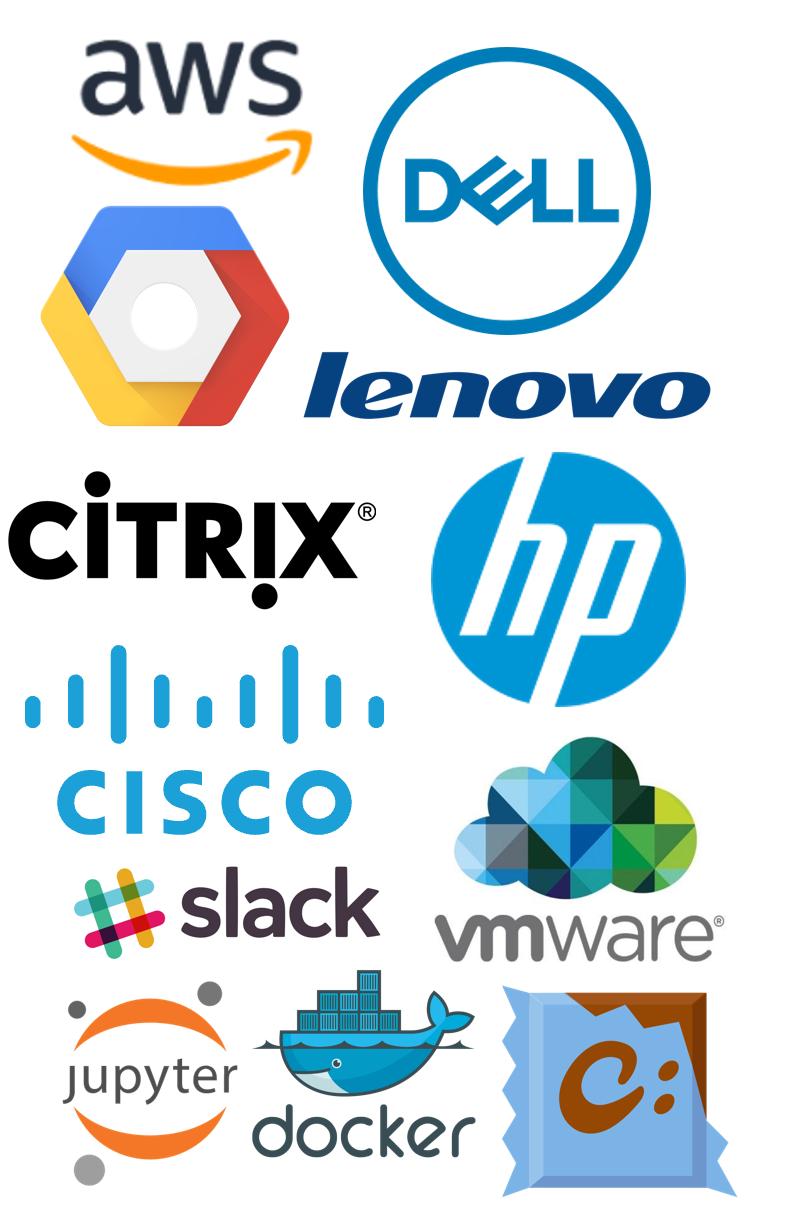 aws
DELL
lenovo
CiTRIX®
hp
CISCO
slack
vmware®
jupyter
docker
C: